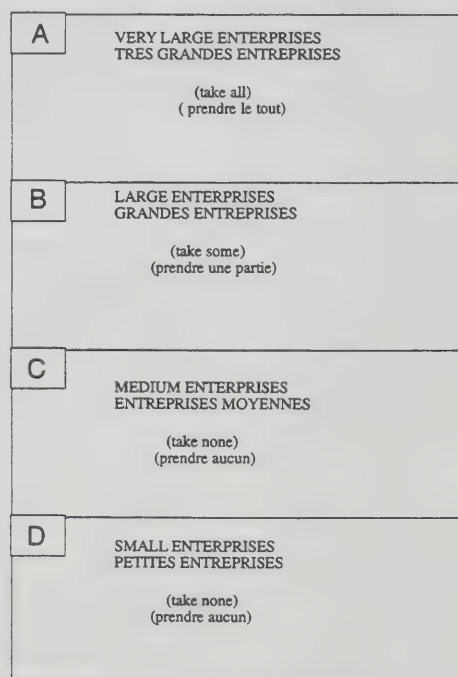 A
VERY LARGE ENTERPRISES
TRES GRANDES ENTREPRISES
(take all)
( prendre le tout)
B
LARGE ENTERPRISES
GRANDES ENTREPRISES
(take some)
(prendre une partie)
C
MEDIUM ENTERPRISES
ENTREPRISES MOYENNES
(take none)
(prendre aucun)
D
SMALL ENTERPRISES
PETITES ENTREPRISES
(take none)
(prendre aucun)